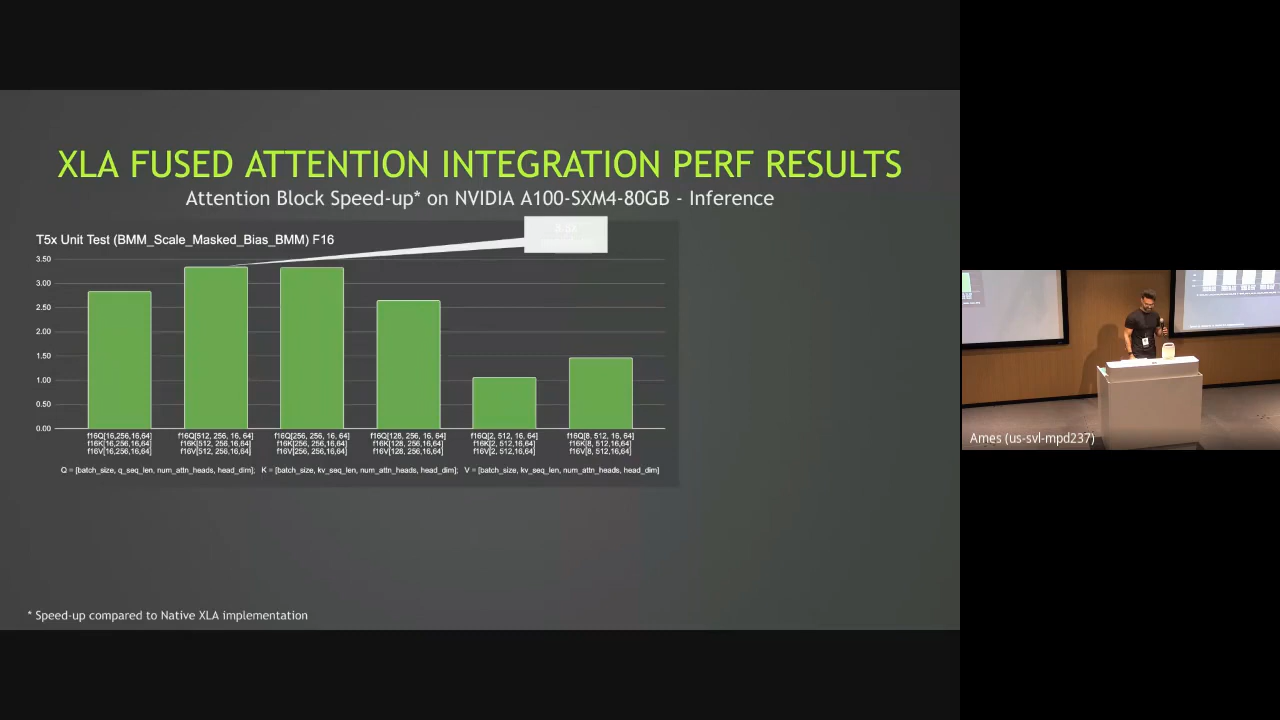 XLA FUSED ATTENTION INTEGRATION PERF RESULTS
Attention Block Speed-up* on NVIDIA A100-SXM4-80GB - Inference
T5x Unit Test (BMM_Scale_Masked_Bias_BMM) F16
3.50
3.00
2.50
2.00
1.50
1.00
0.50
0.00
f16Q[16,256,16,64]
f16K[16,256,16,64]
f16V[16,256,16,64]
f16Q[512, 256, 16, 64]
f16K[512, 256,16,64]
f16V[512, 256,16,64]
f16Q[256, 256, 16, 64]
f16K[256, 256,16,64]
f16V[256, 256,16,64]
f16Q[128, 256, 16, 64]
f16K[128, 256,16,64]
f16V[128, 256,16,64]
f16Q[2, 512, 16, 64]
f16K[2, 512,16,64]
f16V[2, 512,16,64]
f16Q[8, 512, 16, 64]
f16K[8, 512,16,64]
f16V[8, 512,16,64]
Q = [batch_size, q_seq_len, num_attn_heads, head_dim]; K = [batch_size, kv_seq_len, num_attn_heads, head_dim]; V = [batch_size, kv_seq_len, num_attn_heads, head_dim]
* Speed-up compared to Native XLA implementation
Ames (us-svl-mpd237)